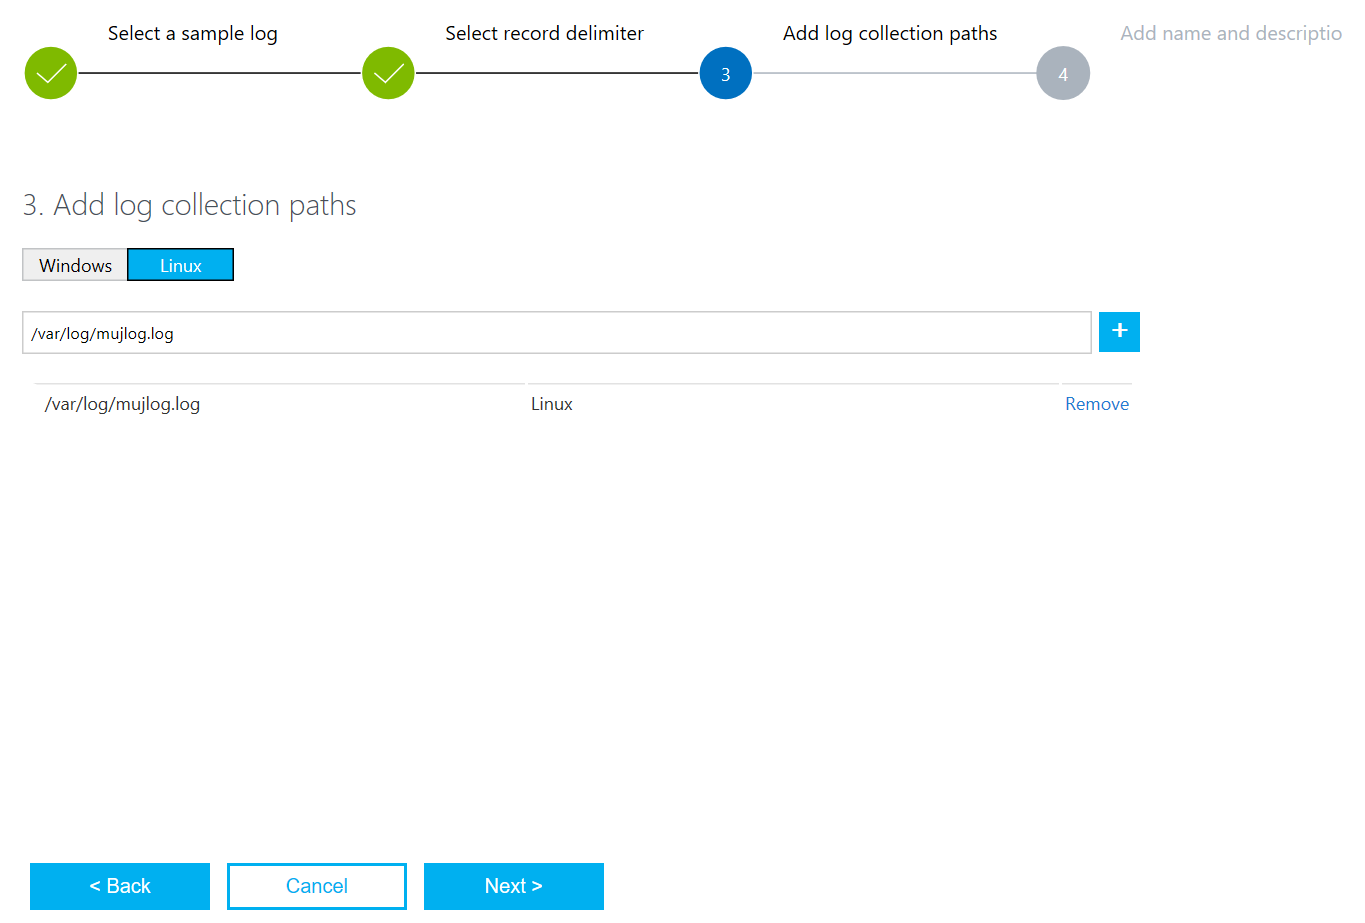 Select a sample log
Select record delimiter
Add log collection paths
Add name and descriptio
3
4
3. Add log collection paths
Windows
Linux
/var/log/mujlog.log
+
/var/log/mujlog.log
Linux
Remove
< Back
Cancel
Next >